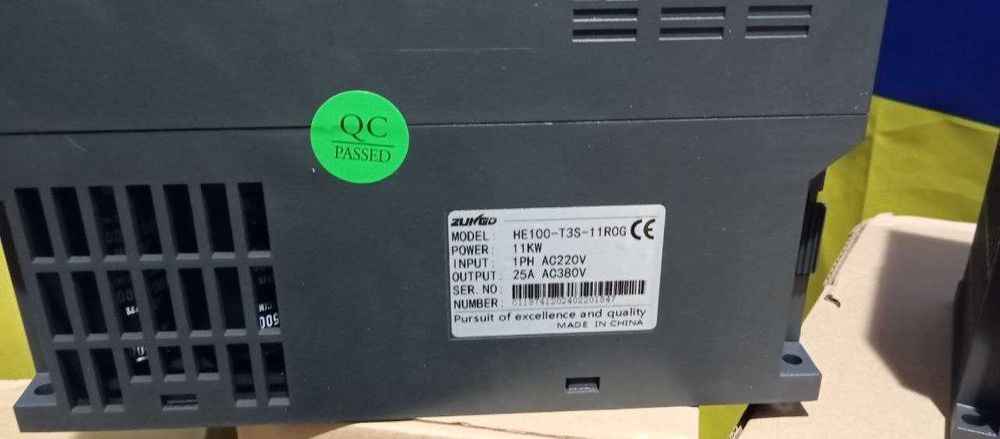 QC
PASSED
ZUKED
MODEL: HE100-T3S-11R0G CE
POWER: 11KW
INPUT: 1PH AC220V
OUTPUT: 25A AC380V
SER. NO:
NUMBER:
Pursuit of excellence and quality
MADE IN CHINA